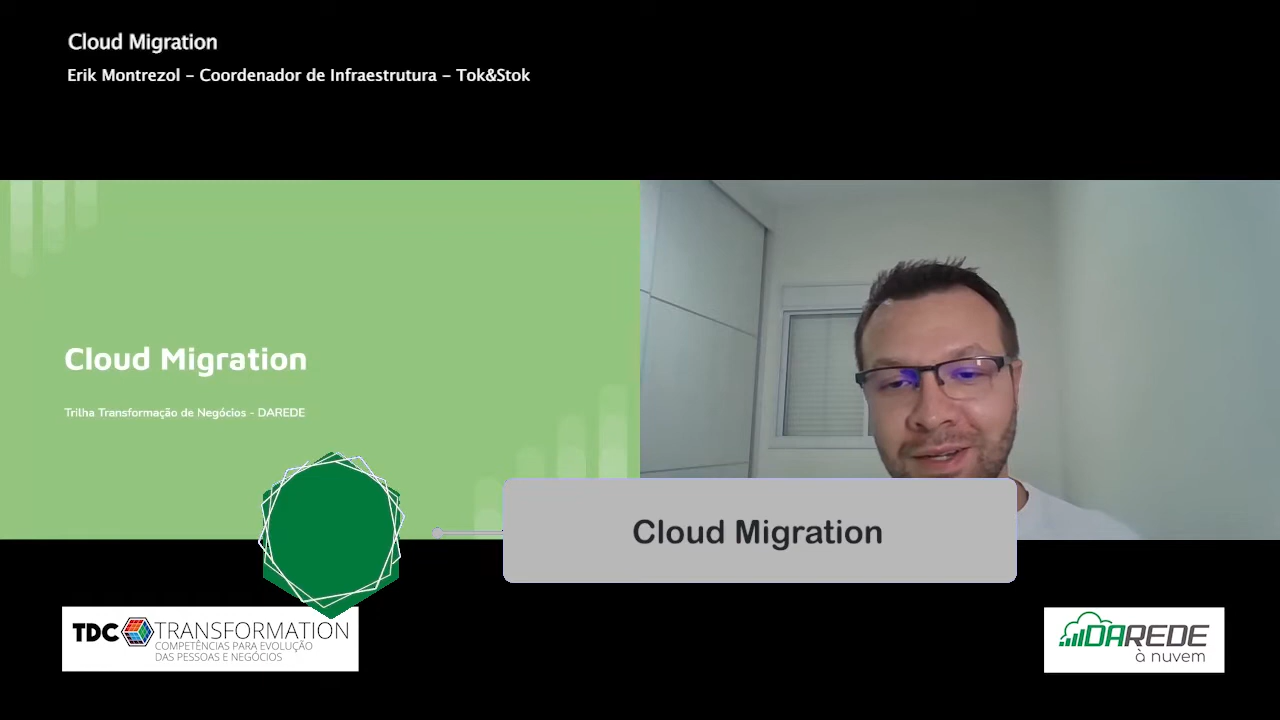 Cloud Migration
Erik Montrezol – Coordenador de Infraestrutura – Tok&Stok
Cloud Migration
Trilha Transformação de Negócios - DAREDE
Cloud Migration
TDC TRANSFORMATION
COMPETÊNCIAS PARA EVOLUÇÃO
DAS PESSOAS E NEGÓCIOS
DAREDE
à nuvem